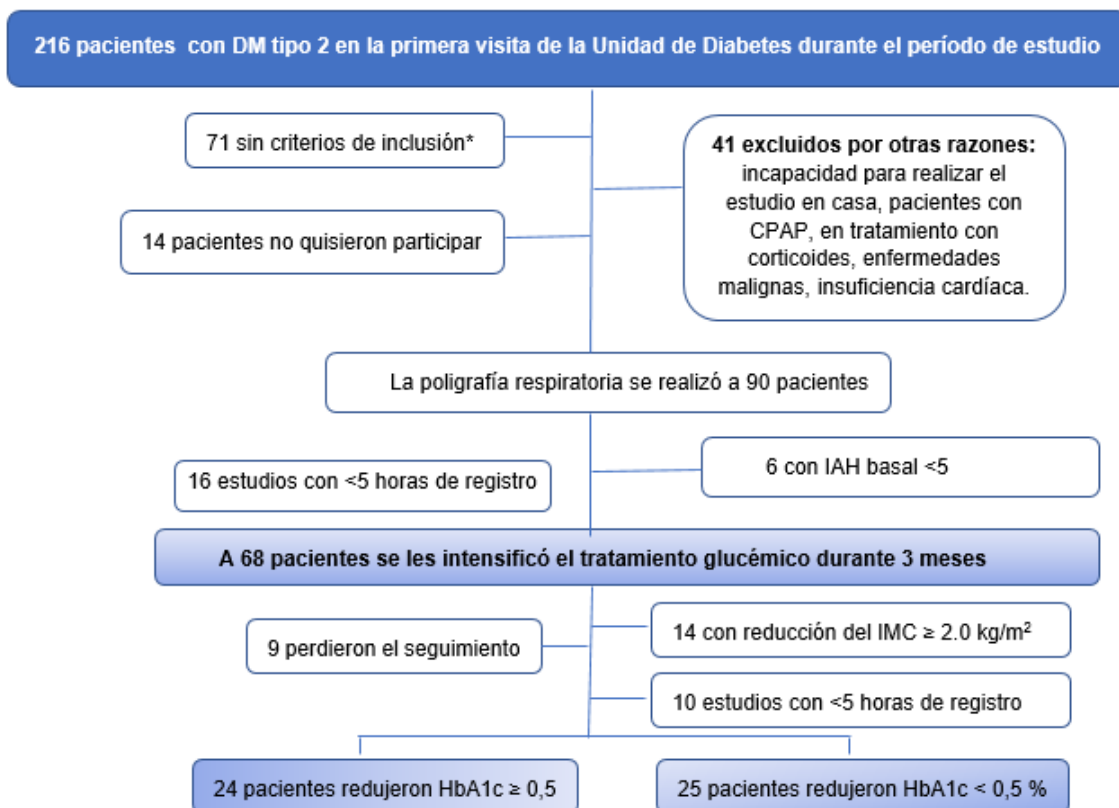 216 pacientes con DM tipo 2 en la primera visita de la Unidad de Diabetes durante el período de estudio
71 sin criterios de inclusión*
41 excluidos por otras razones:
incapacidad para realizar el
estudio en casa, pacientes con
CPAP, en tratamiento con
corticoides, enfermedades
malignas, insuficiencia cardíaca.
14 pacientes no quisieron participar
La poligrafía respiratoria se realizó a 90 pacientes
16 estudios con <5 horas de registro
6 con IAH basal <5
A 68 pacientes se les intensificó el tratamiento glucémico durante 3 meses
9 perdieron el seguimiento
14 con reducción del IMC ≥ 2.0 kg/m²
10 estudios con <5 horas de registro
24 pacientes redujeron HbA1c ≥ 0,5
25 pacientes redujeron HbA1c < 0,5 %